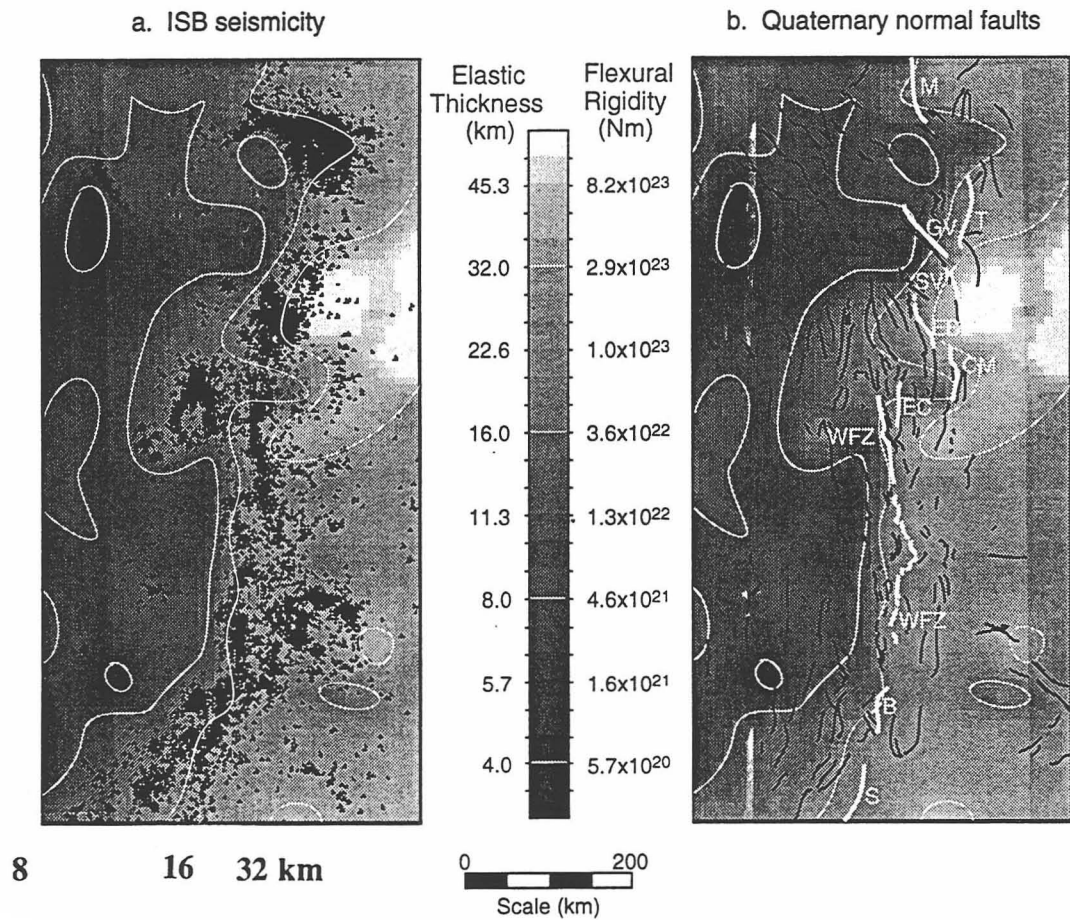 a. ISB seismicity
b. Quaternary normal faults
Elastic
Thickness
(km)
Flexural
Rigidity
(Nm)
45.3 8.2x10²³
32.0 2.9x10²³
22.6 1.0x10²³
16.0 3.6x10²²
11.3 1.3x10²²
8.0 4.6x10²¹
5.7 1.6x10²¹
4.0 5.7x10²⁰
M
T
GV
SV
CM
EC
WFZ
WFZ
B
S
8 16 32 km
0 200
Scale (km)